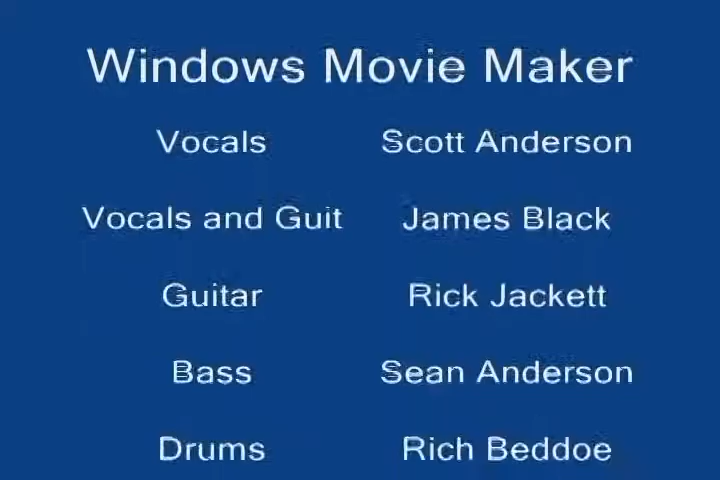 Windows Movie Maker
Vocals Scott Anderson
Vocals and Guit James Black
Guitar Rick Jackett
Bass Sean Anderson
Drums Rich Beddoe